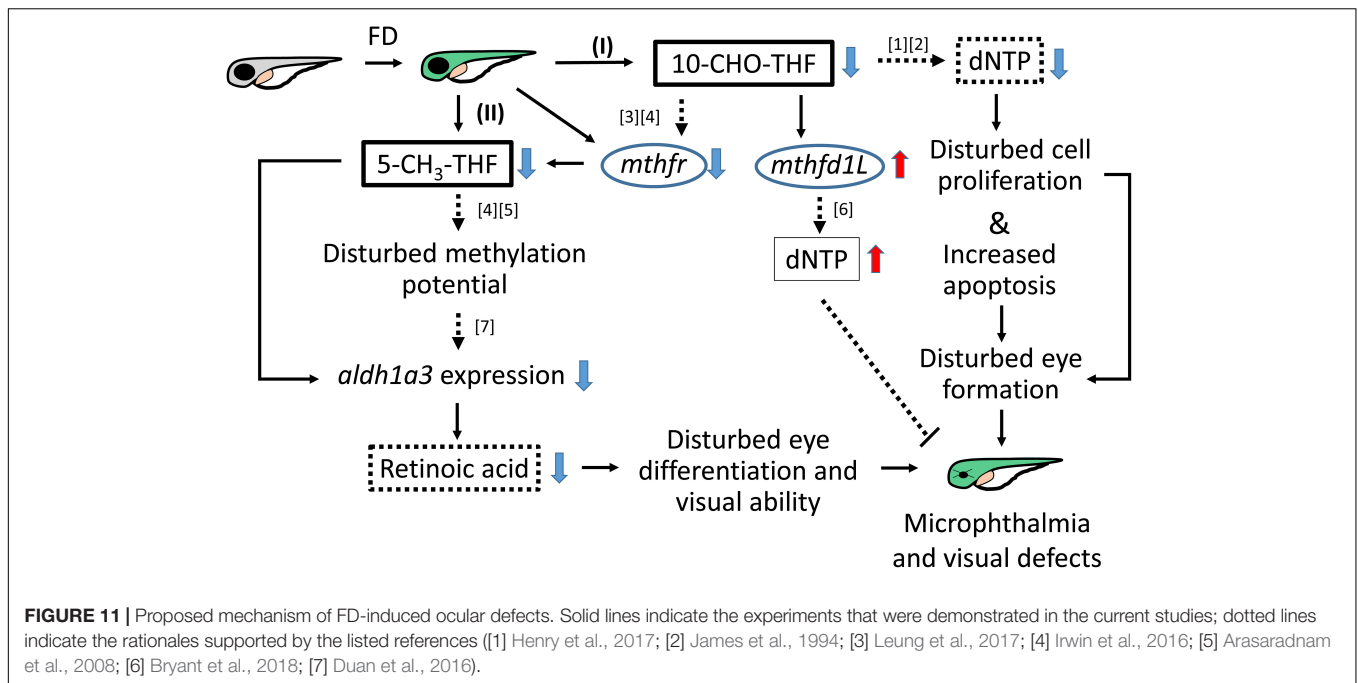 FD
(I)
10-CHO-THF
[1][2]
dNTP
(II)
[3][4]
5-CH₃-THF
mthfr
mthfd1L
Disturbed cell
proliferation
&
Increased
apoptosis
[4][5]
[6]
Disturbed methylation
potential
dNTP
[7]
aldh1a3 expression
Disturbed eye
formation
Retinoic acid
Disturbed eye
differentiation and
visual ability
Microphthalmia
and visual defects
FIGURE 11 | Proposed mechanism of FD-induced ocular defects. Solid lines indicate the experiments that were demonstrated in the current studies; dotted lines
indicate the rationales supported by the listed references ([1] Henry et al., 2017; [2] James et al., 1994; [3] Leung et al., 2017; [4] Irwin et al., 2016; [5] Arasaradnam
et al., 2008; [6] Bryant et al., 2018; [7] Duan et al., 2016).